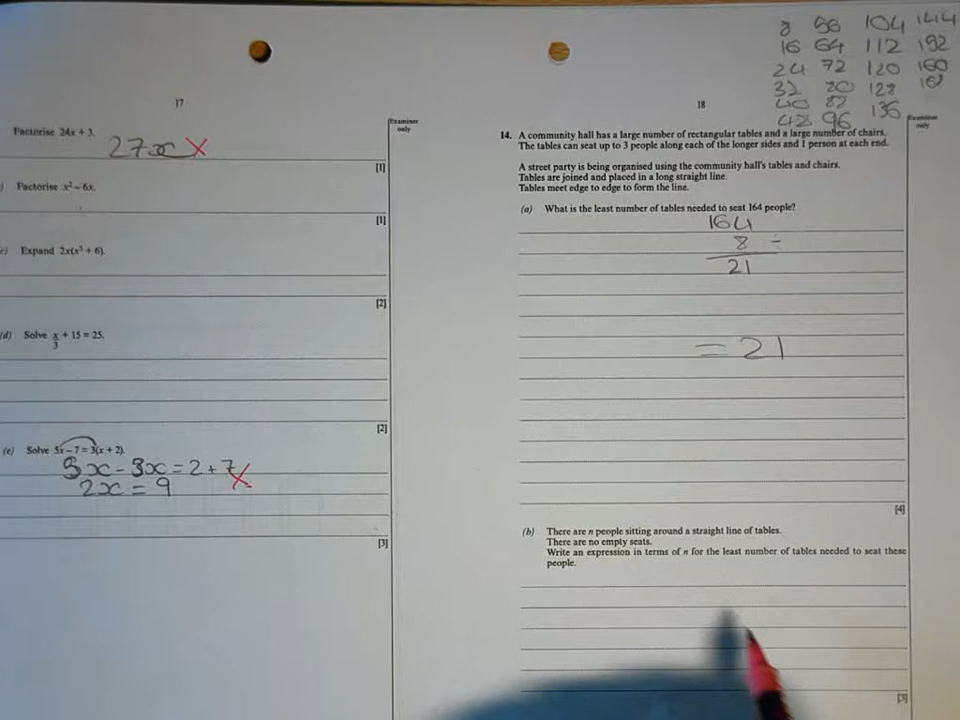 17
Examiner only
Factorise 24x + 3.
27x X
[1]
) Factorise x² – 6x.
[1]
c) Expand 2x(x³ + 6).
[2]
(d) Solve x/3 + 15 = 25.
[2]
(e) Solve 5x – 7 = 3(x + 2).
5x - 3x = 2 + 7 X
2x = 9
[3]
8 56 104 144
16 64 112 152
24 72 120 160
32 80 128 168
40 88 136
48 96
18
Examiner only
14. A community hall has a large number of rectangular tables and a large number of chairs.
The tables can seat up to 3 people along each of the longer sides and 1 person at each end.
A street party is being organised using the community hall's tables and chairs.
Tables are joined and placed in a long straight line.
Tables meet edge to edge to form the line.
(a) What is the least number of tables needed to seat 164 people?
164
8 ÷
21
= 21
[4]
(b) There are n people sitting around a straight line of tables.
There are no empty seats.
Write an expression in terms of n for the least number of tables needed to seat these
people.
[3]